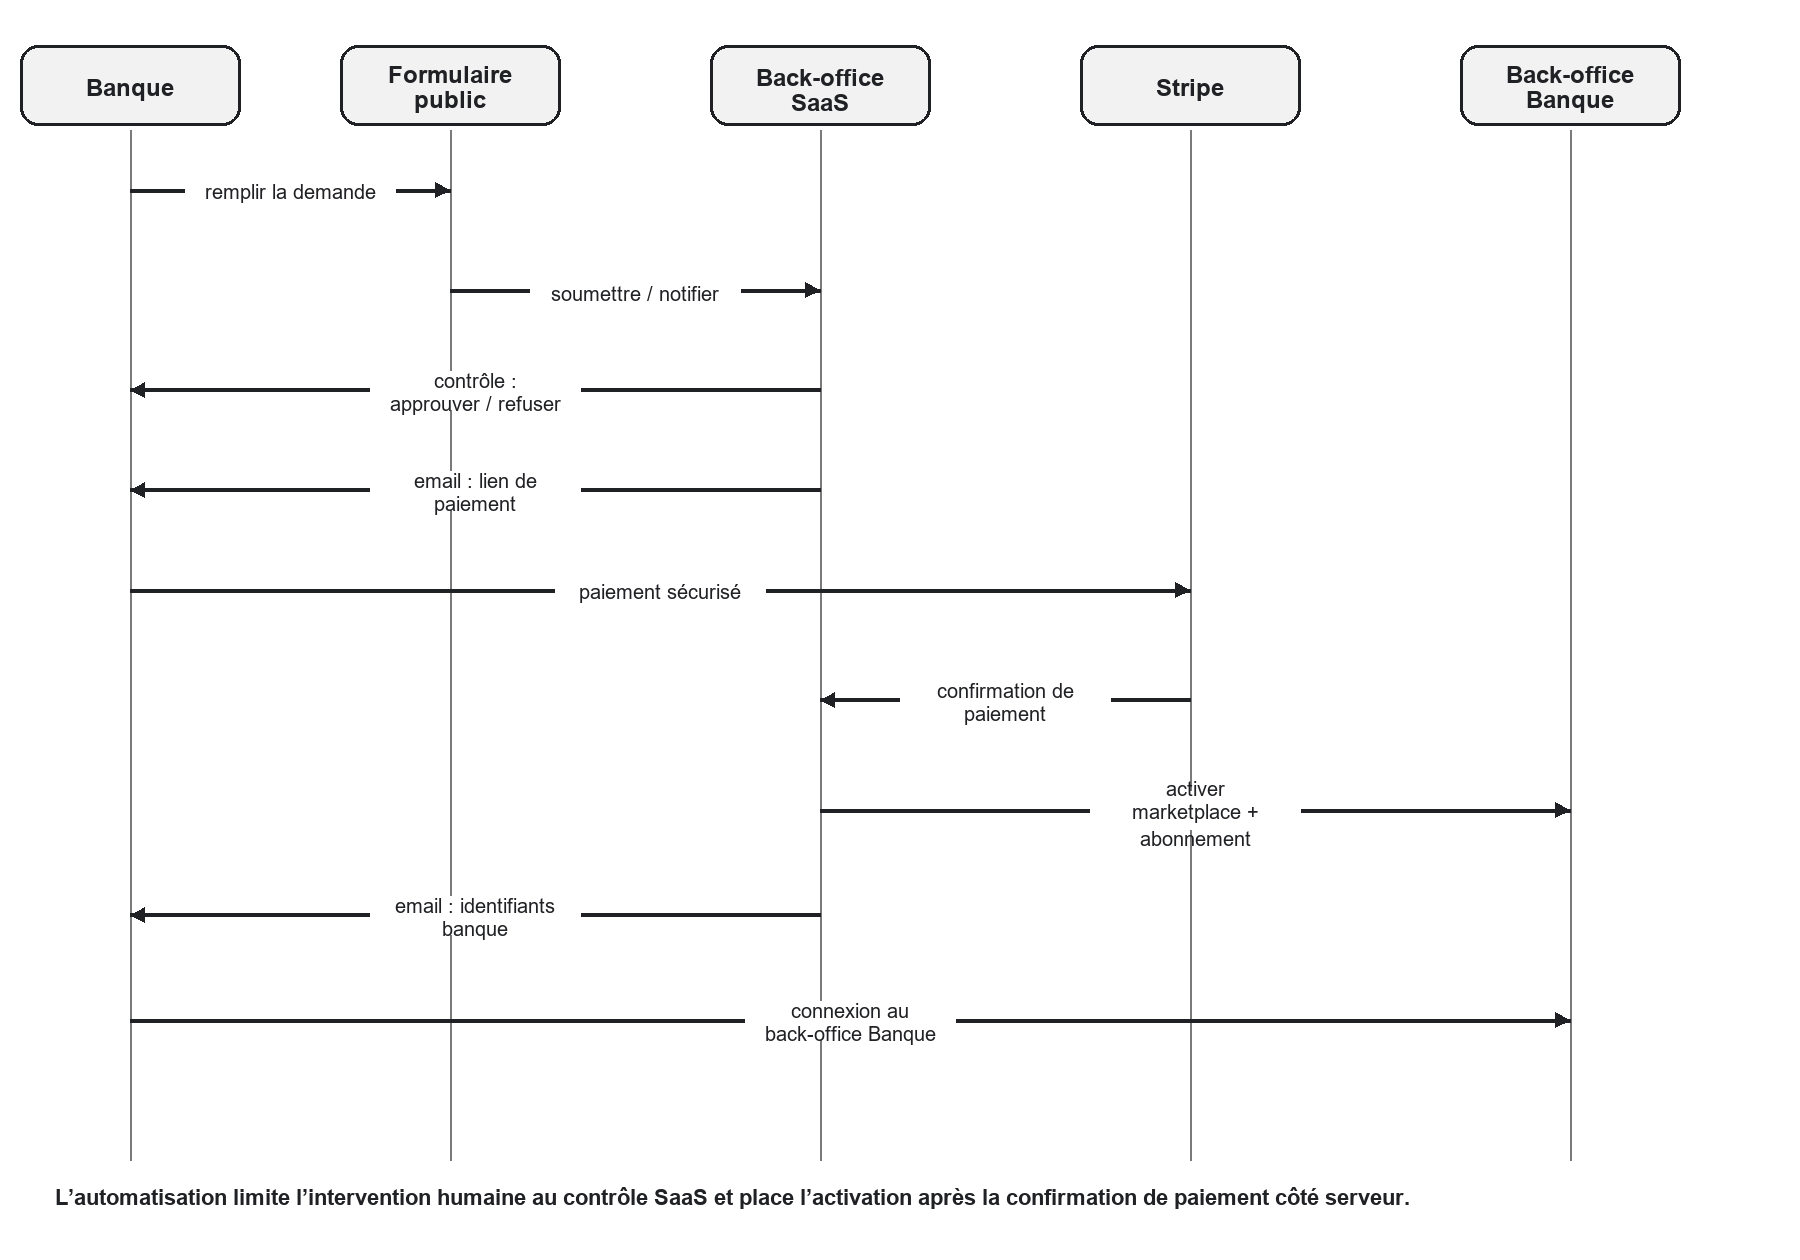 Banque
Formulaire
public
Back-office
SaaS
Stripe
Back-office
Banque
remplir la demande
soumettre / notifier
contrôle :
approuver / refuser
email : lien de
paiement
paiement sécurisé
confirmation de
paiement
activer
marketplace +
abonnement
email : identifiants
banque
connexion au
back-office Banque
L’automatisation limite l’intervention humaine au contrôle SaaS et place l’activation après la confirmation de paiement côté serveur.